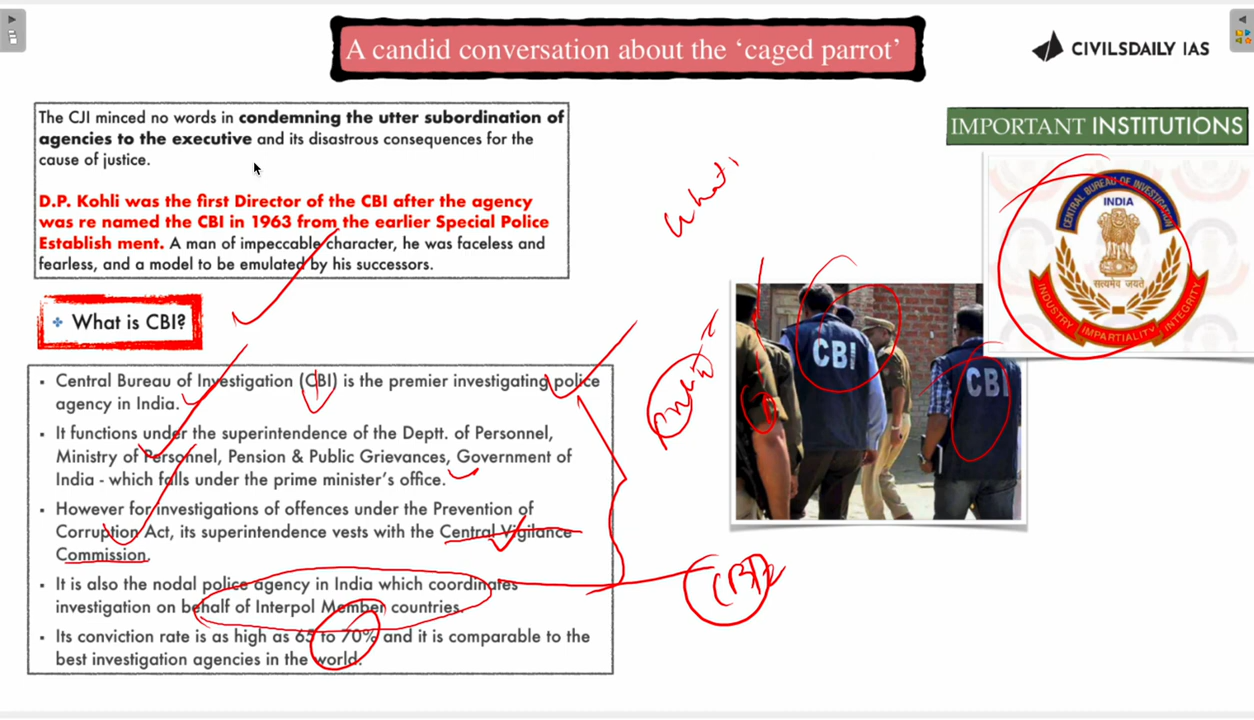 A candid conversation about the ‘caged parrot’
CIVILSDAILY IAS
The CJI minced no words in condemning the utter subordination of
agencies to the executive and its disastrous consequences for the
cause of justice.
D.P. Kohli was the first Director of the CBI after the agency
was re named the CBI in 1963 from the earlier Special Police
Establish ment. A man of impeccable character, he was faceless and
fearless, and a model to be emulated by his successors.
What is CBI?
▪ Central Bureau of Investigation (CBI) is the premier investigating police
agency in India.
▪ It functions under the superintendence of the Deptt. of Personnel,
Ministry of Personnel, Pension & Public Grievances, Government of
India - which falls under the prime minister’s office.
▪ However for investigations of offences under the Prevention of
Corruption Act, its superintendence vests with the Central Vigilance
Commission.
▪ It is also the nodal police agency in India which coordinates
investigation on behalf of Interpol Member countries.
▪ Its conviction rate is as high as 65 to 70% and it is comparable to the
best investigation agencies in the world.
What
CBI
IMPORTANT INSTITUTIONS
CENTRAL BUREAU OF INVESTIGATION
INDIA
सत्यमेव जयते
INDUSTRY IMPARTIALITY INTEGRITY
CBI
CBI